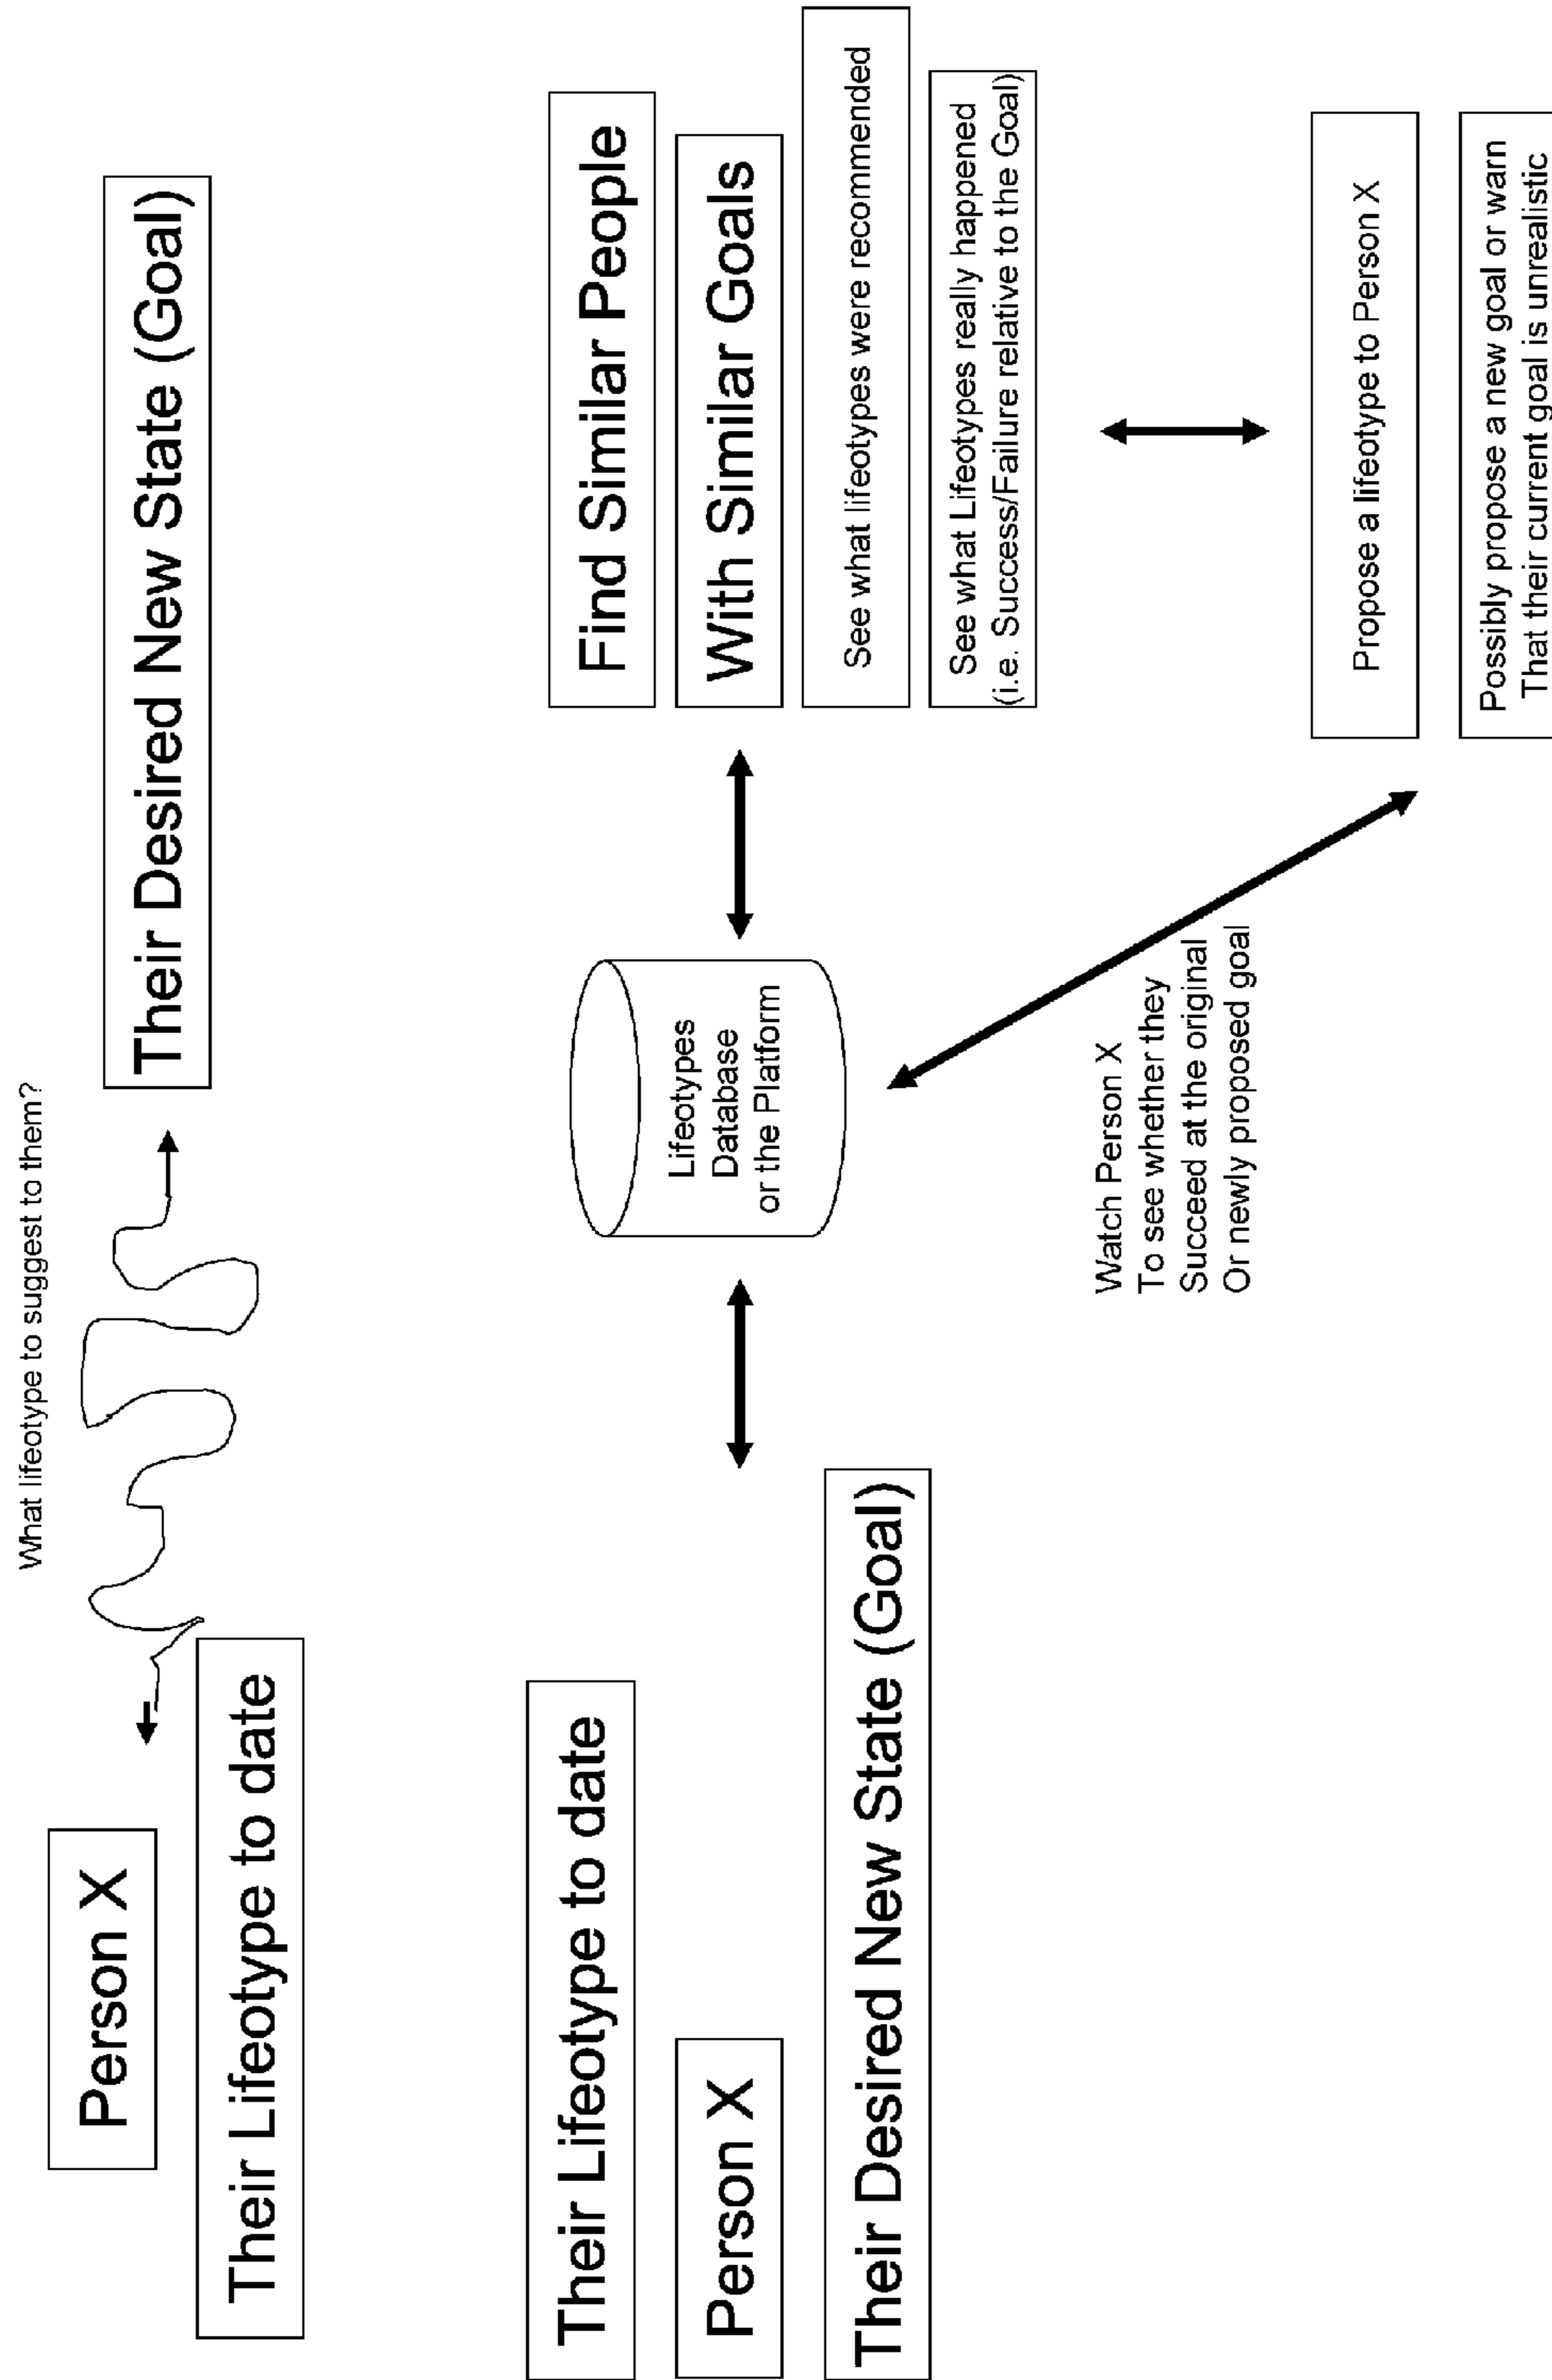 What lifeotype to suggest to them?
Person X
Their Lifeotype to date
Their Desired New State (Goal)
Their Lifeotype to date
Person X
Their Desired New State (Goal)
Lifeotypes
Database
or the Platform
Find Similar People
With Similar Goals
See what lifeotypes were recommended
See what Lifeotypes really happened
(i.e. Success/Failure relative to the Goal)
Watch Person X
To see whether they
Succeed at the original
Or newly proposed goal
Propose a lifeotype to Person X
Possibly propose a new goal or warn
That their current goal is unrealistic